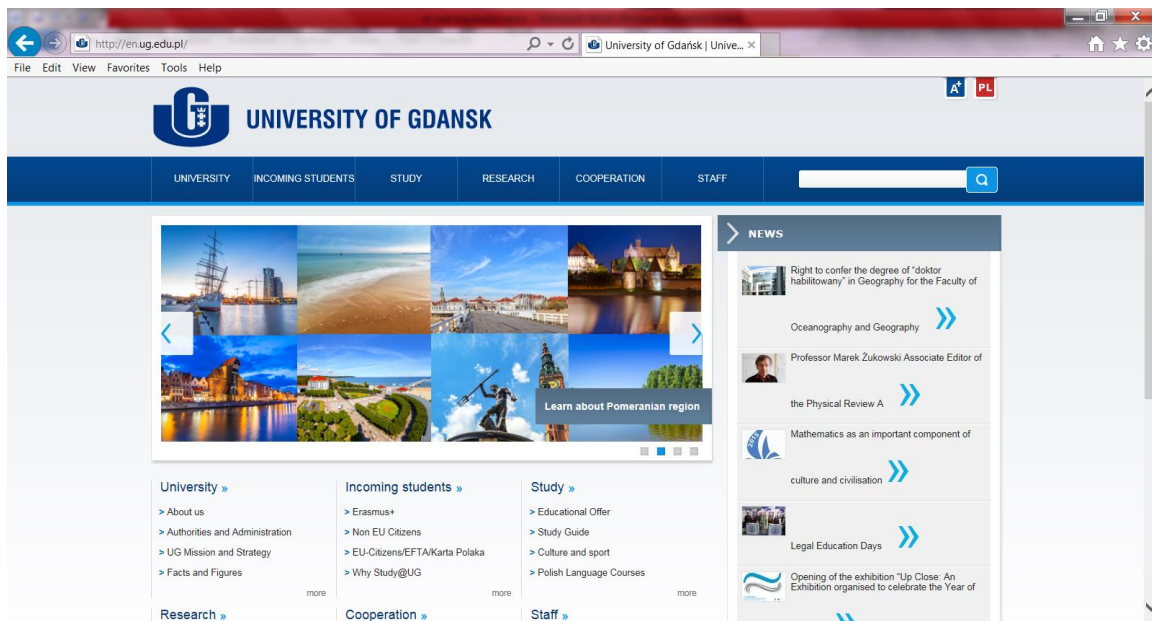 http://en.ug.edu.pl/
University of Gdańsk | Unive...
File Edit View Favorites Tools Help
A+ PL
UNIVERSITY OF GDANSK
UNIVERSITY INCOMING STUDENTS STUDY RESEARCH COOPERATION STAFF
NEWS
Right to confer the degree of "doktor
habilitowany" in Geography for the Faculty of
Oceanography and Geography
Professor Marek Żukowski Associate Editor of
the Physical Review A
Mathematics as an important component of
culture and civilisation
Legal Education Days
Opening of the exhibition "Up Close: An
Exhibition organised to celebrate the Year of
Learn about Pomeranian region
University »
> About us
> Authorities and Administration
> UG Mission and Strategy
> Facts and Figures
more
Incoming students »
> Erasmus+
> Non EU Citizens
> EU-Citizens/EFTA/Karta Polaka
> Why Study@UG
more
Study »
> Educational Offer
> Study Guide
> Culture and sport
> Polish Language Courses
more
Research »
Cooperation »
Staff »